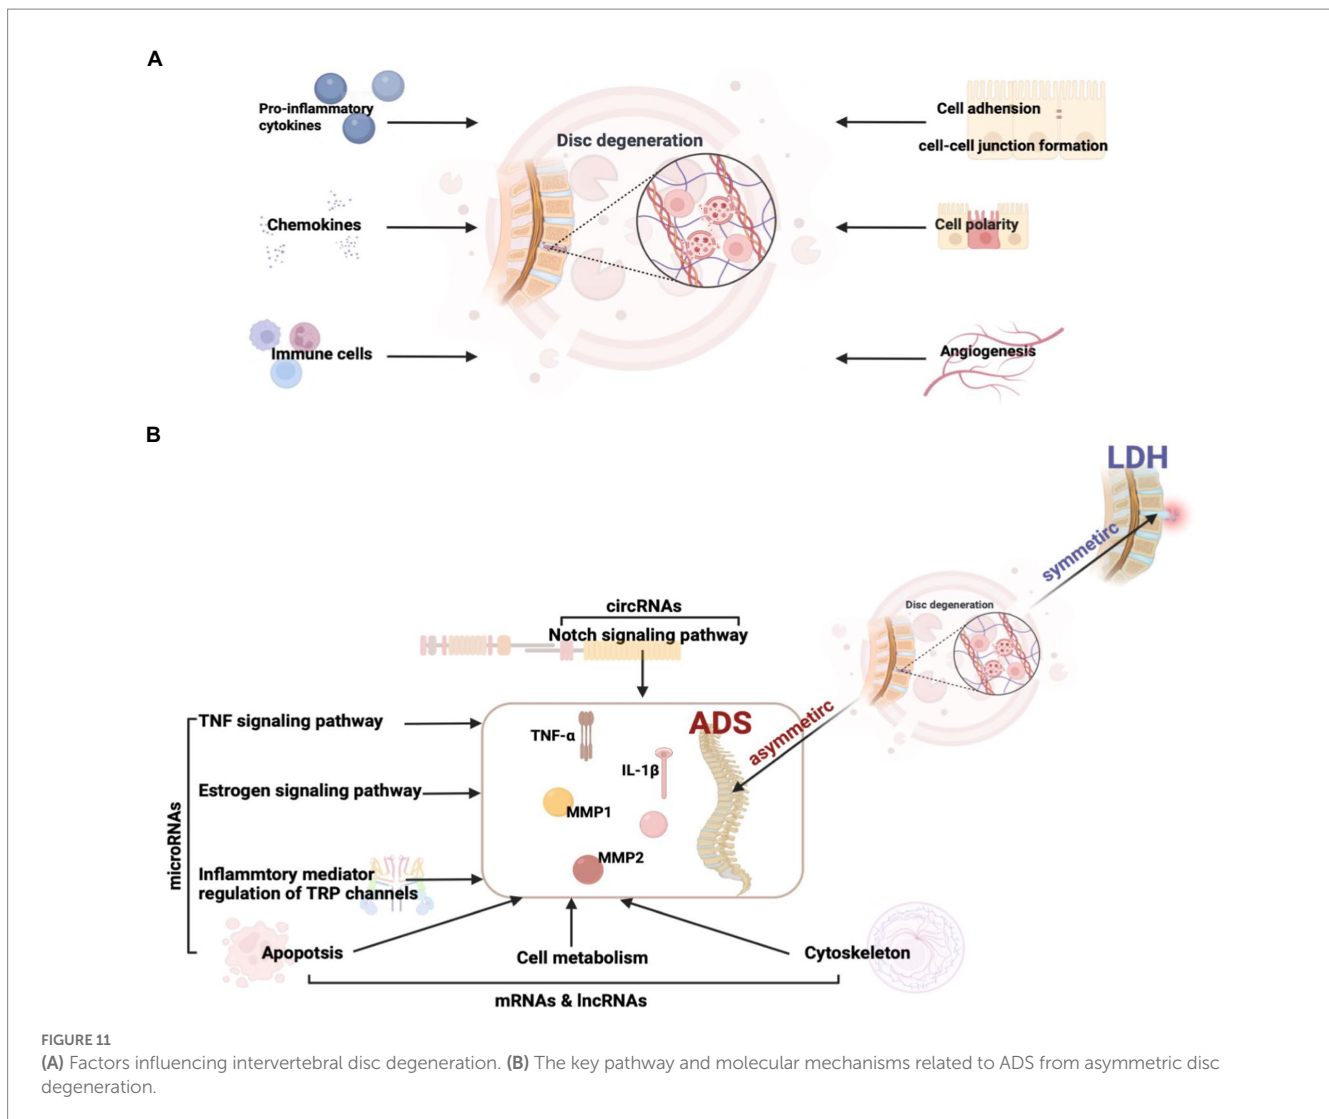 A
Pro-inflammatory
cytokines
Disc degeneration
Cell adhension
cell-cell junction formation
Chemokines
Cell polarity
Immune cells
Angiogenesis
B
LDH
symmetirc
Disc degeneration
circRNAs
Notch signaling pathway
asymmetirc
microRNAs
TNF signaling pathway
Estrogen signaling pathway
Inflammtory mediator
regulation of TRP channels
TNF-α
ADS
IL-1β
MMP1
MMP2
Apopotsis
Cell metabolism
Cytoskeleton
mRNAs & lncRNAs
FIGURE 11
(A) Factors influencing intervertebral disc degeneration. (B) The key pathway and molecular mechanisms related to ADS from asymmetric disc
degeneration.